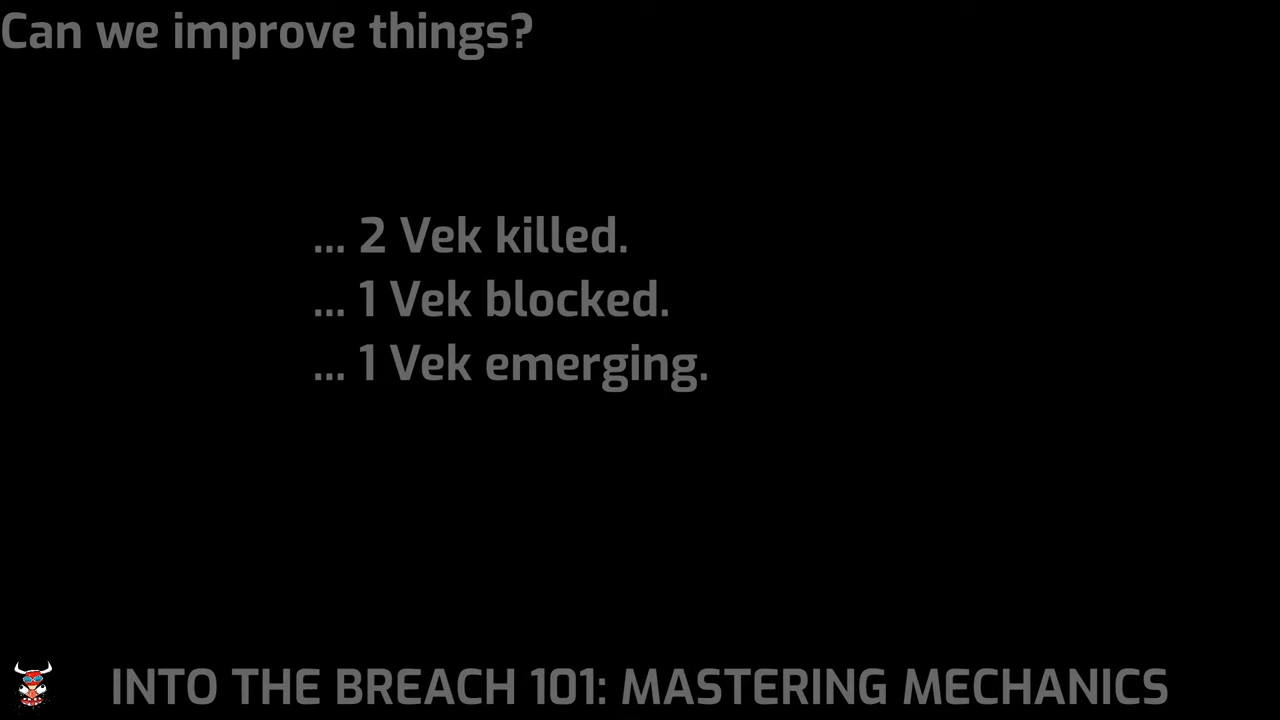 Can we improve things?
... 2 Vek killed.
... 1 Vek blocked.
... 1 Vek emerging.
INTO THE BREACH 101: MASTERING MECHANICS